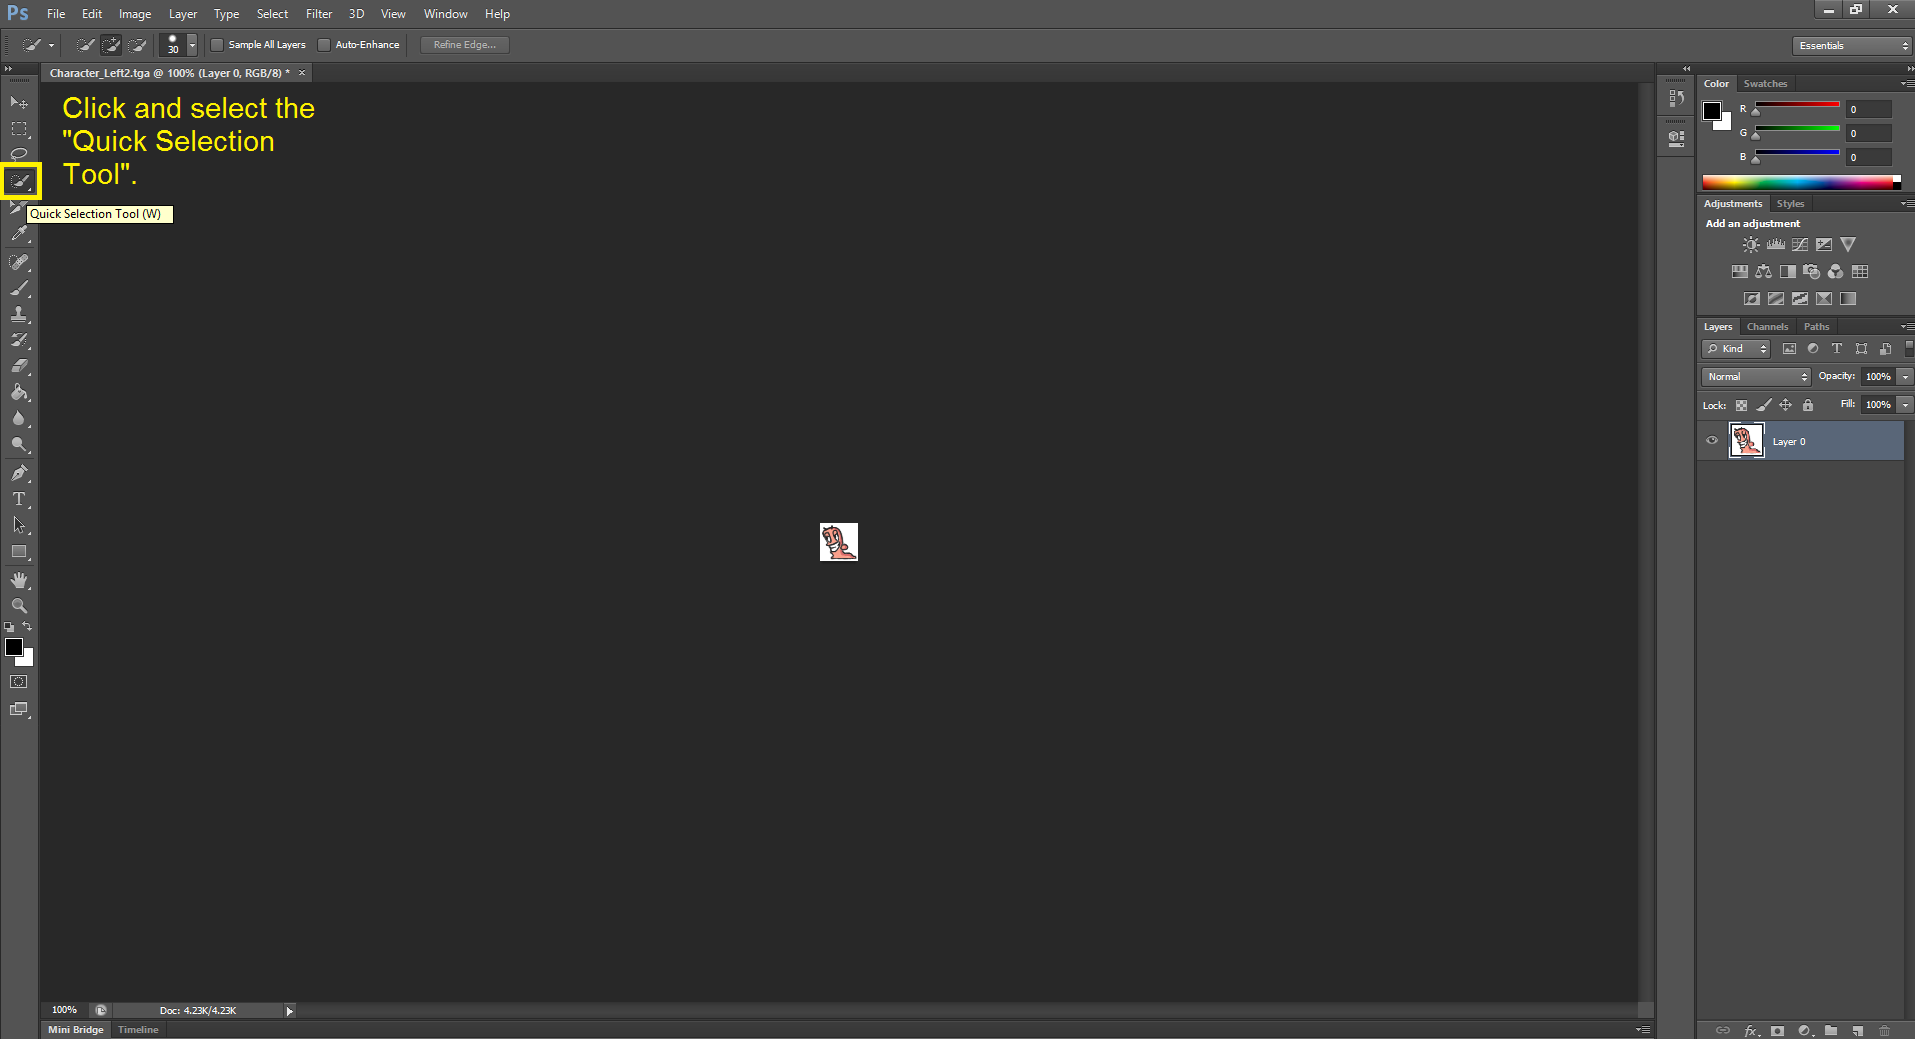 Ps File Edit Image Layer Type Select Filter 3D View Window Help
30 Sample All Layers Auto-Enhance Refine Edge... Essentials
Character_Left2.tga @ 100% (Layer 0, RGB/8) * ×
Click and select the
"Quick Selection
Tool".
Quick Selection Tool (W)
T
Color Swatches
R 0
G 0
B 0
Adjustments Styles
Add an adjustment
Layers Channels Paths
Kind T
Normal Opacity: 100%
Lock: Fill: 100%
Layer 0
100% Doc: 4.23K/4.23K
Mini Bridge Timeline
fx